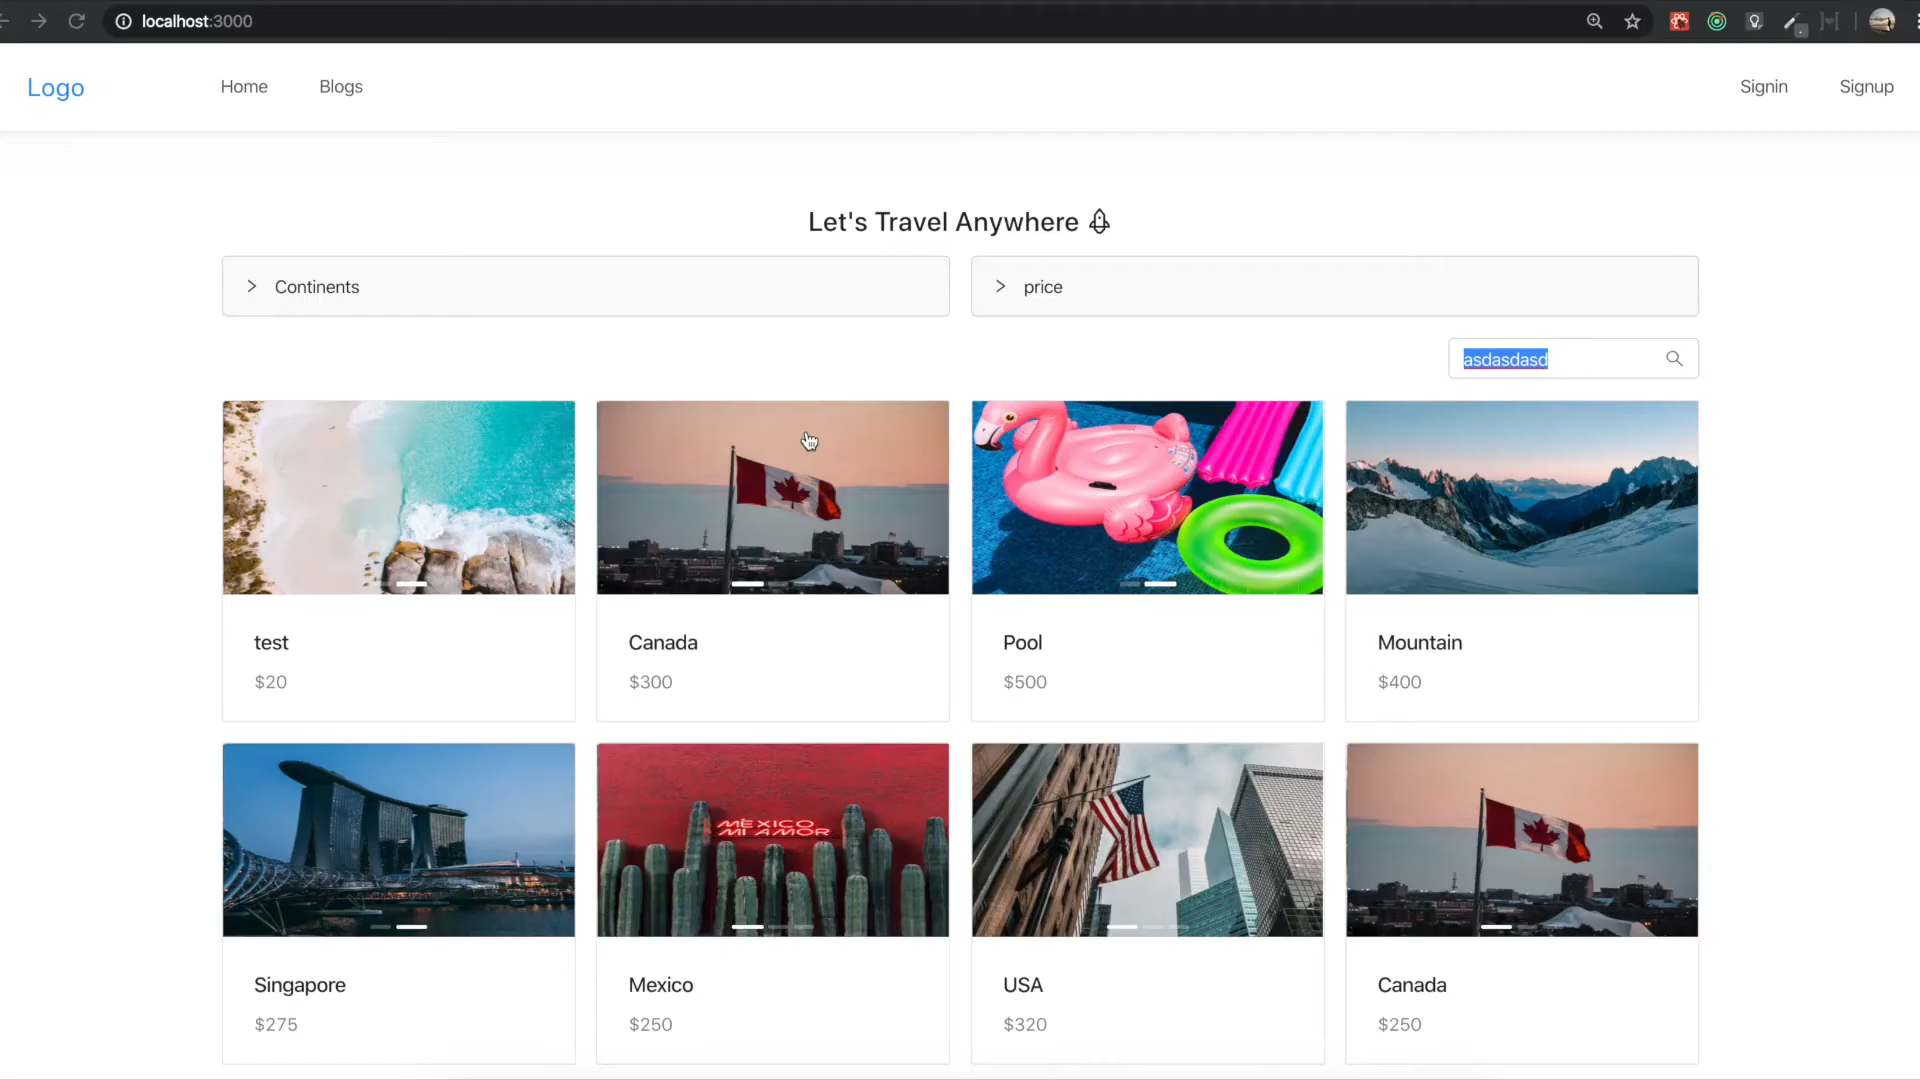 localhost:3000
Logo
Home
Blogs
Signin
Signup
Let's Travel Anywhere
Continents
price
asdasdasd
test
$20
Canada
$300
Pool
$500
Mountain
$400
MEXICO
MI AMOR
Singapore
$275
Mexico
$250
USA
$320
Canada
$250